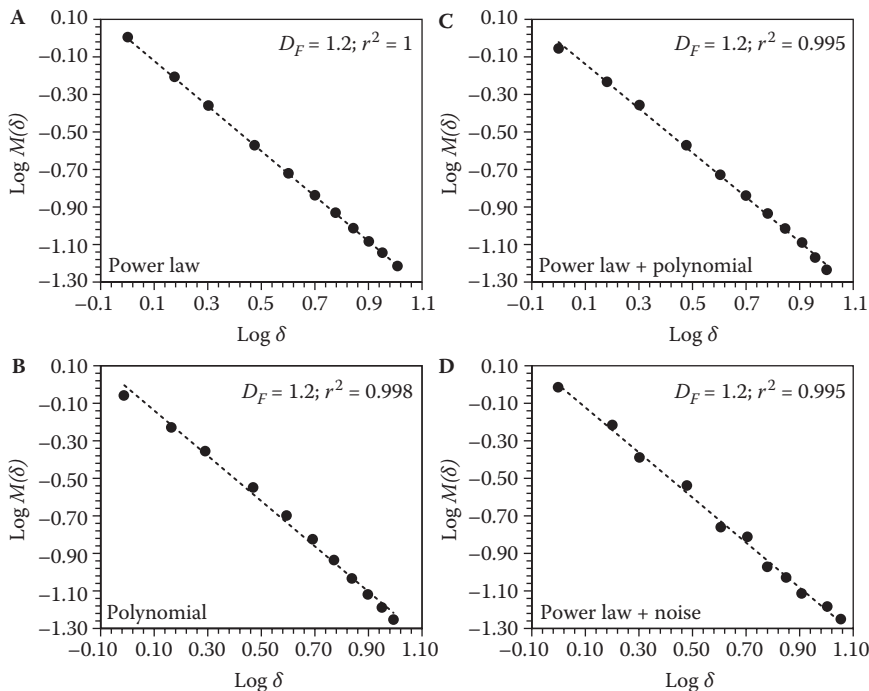 A
0.10
−0.10
−0.30
−0.50
−0.70
−0.90
−1.10
−1.30
Log M(δ)
D_F = 1.2; r² = 1
Power law
−0.1 0.1 0.3 0.5 0.7 0.9 1.1
Log δ
C
0.10
−0.10
−0.30
−0.50
−0.70
−0.90
−1.10
−1.30
Log M(δ)
D_F = 1.2; r² = 0.995
Power law + polynomial
−0.1 0.1 0.3 0.5 0.7 0.9 1.1
Log δ
B
0.10
−0.10
−0.30
−0.50
−0.70
−0.90
−1.10
−1.30
Log M(δ)
D_F = 1.2; r² = 0.998
Polynomial
−0.10 0.10 0.30 0.50 0.70 0.90 1.10
Log δ
D
0.10
−0.10
−0.30
−0.50
−0.70
−0.90
−1.10
−1.30
Log M(δ)
D_F = 1.2; r² = 0.995
Power law + noise
−0.10 0.10 0.30 0.50 0.70 0.90 1.10
Log δ